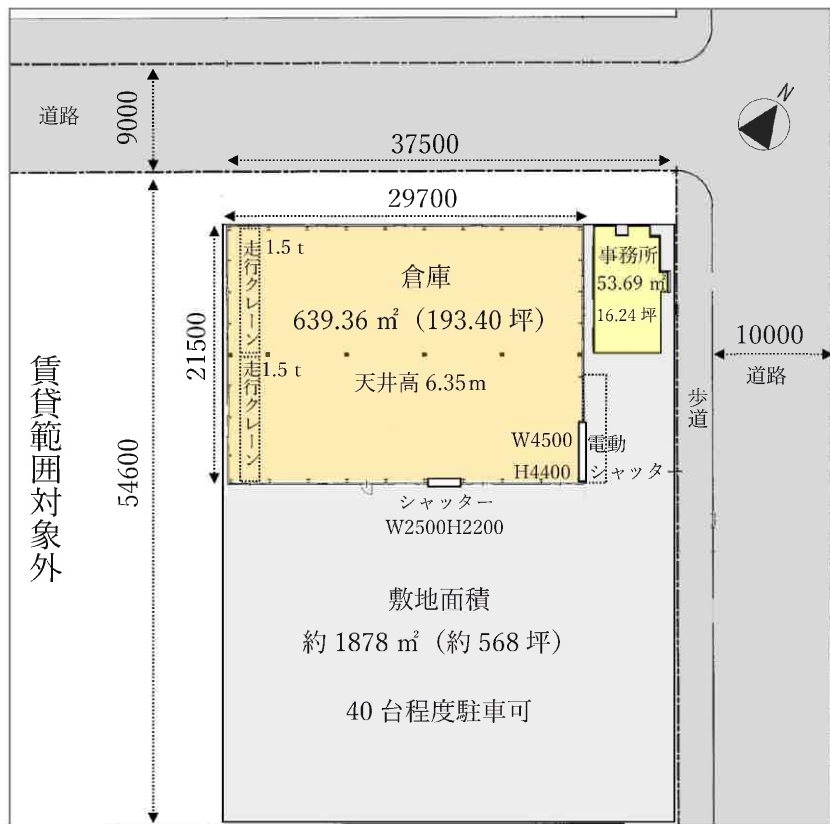 N
道路
9000
37500
29700
走行クレーン
1.5 t
倉庫
639.36 ㎡（193.40 坪）
事務所
53.69 ㎡
16.24 坪
21500
10000
道路
走行クレーン
1.5 t
天井高 6.35ｍ
歩道
賃貸範囲対象外
54600
W4500
電動
H4400
シャッター
シャッター
W2500H2200
敷地面積
約 1878 ㎡（約 568 坪）
40 台程度駐車可